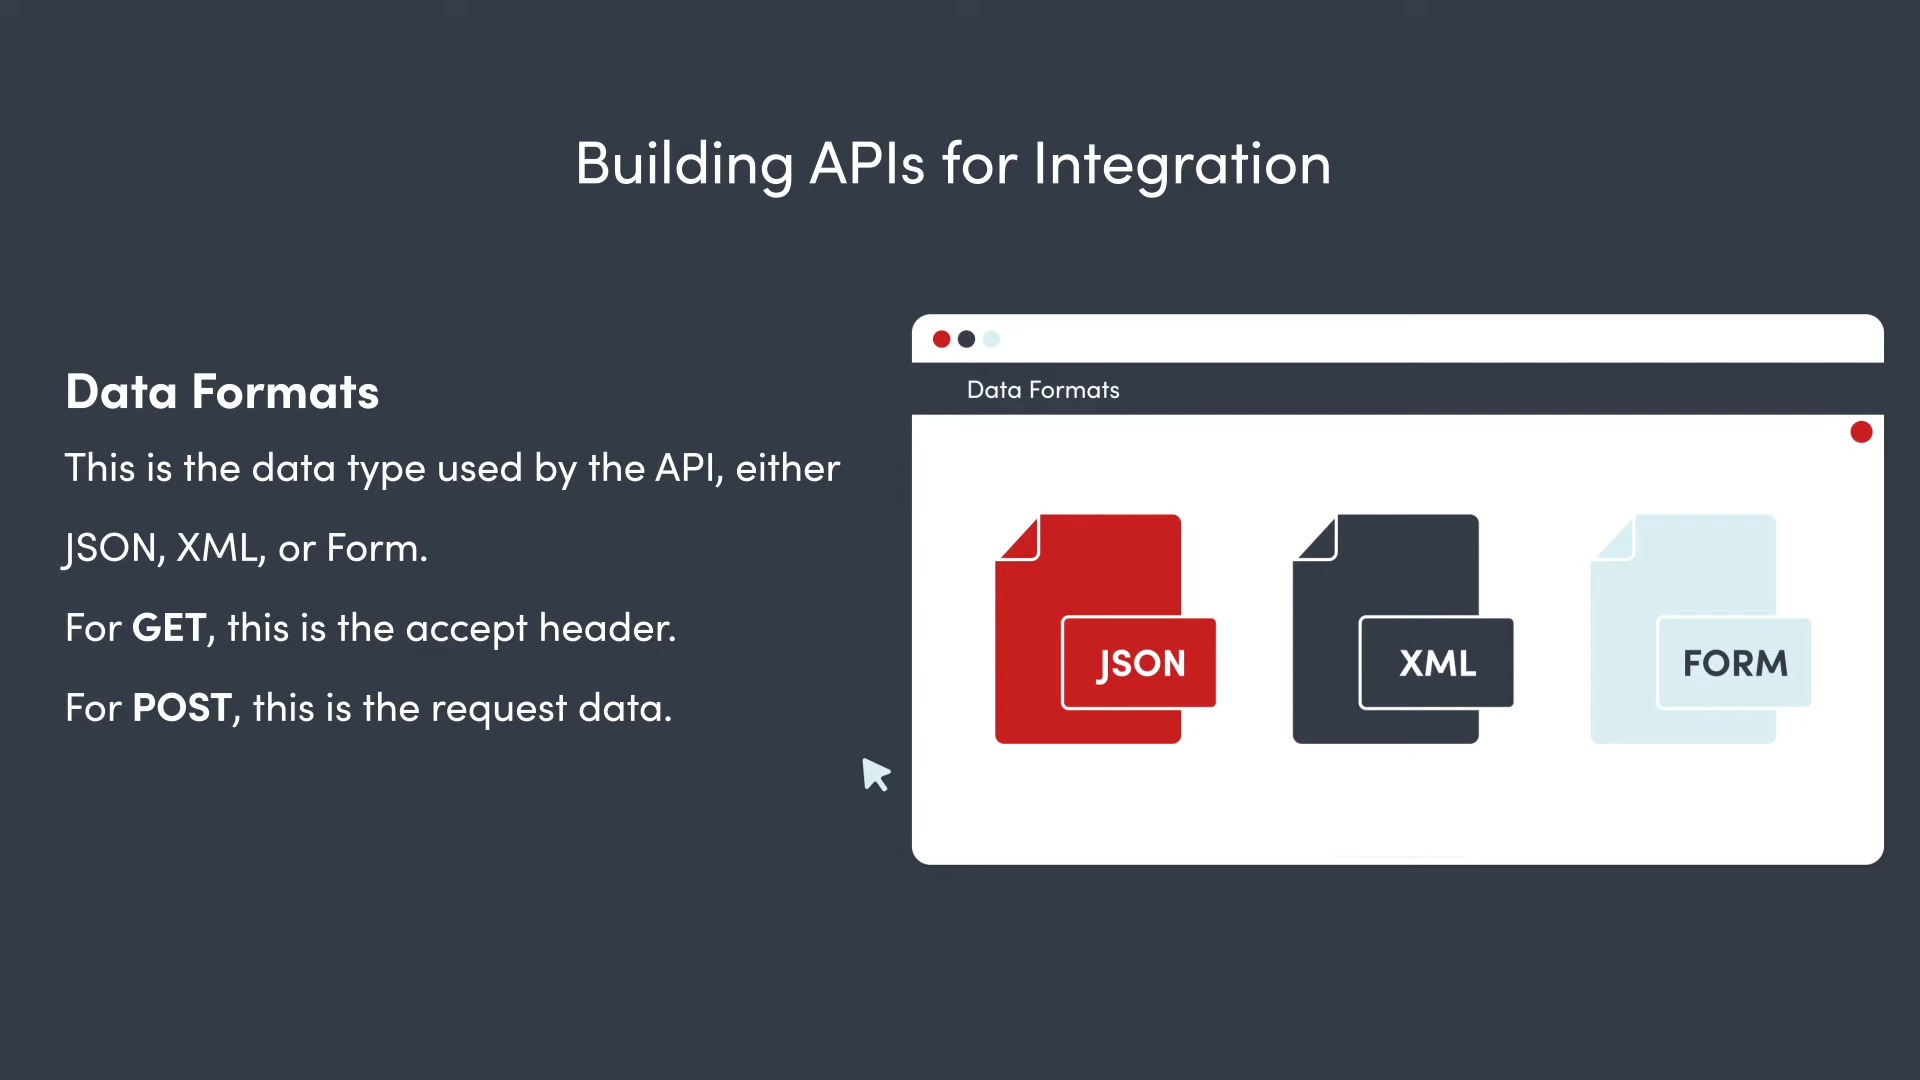 Building APIs for Integration
Data Formats
This is the data type used by the API, either
JSON, XML, or Form.
For GET, this is the accept header.
For POST, this is the request data.
Data Formats
JSON
XML
FORM